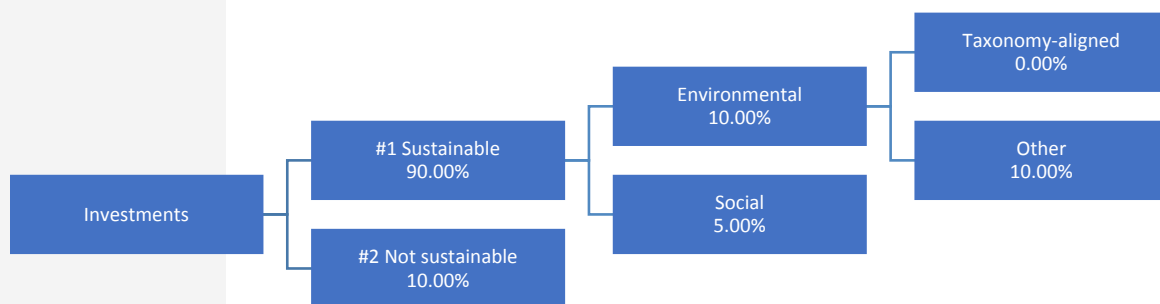 Investments
#1 Sustainable
90.00%
#2 Not sustainable
10.00%
Environmental
10.00%
Social
5.00%
Taxonomy-aligned
0.00%
Other
10.00%